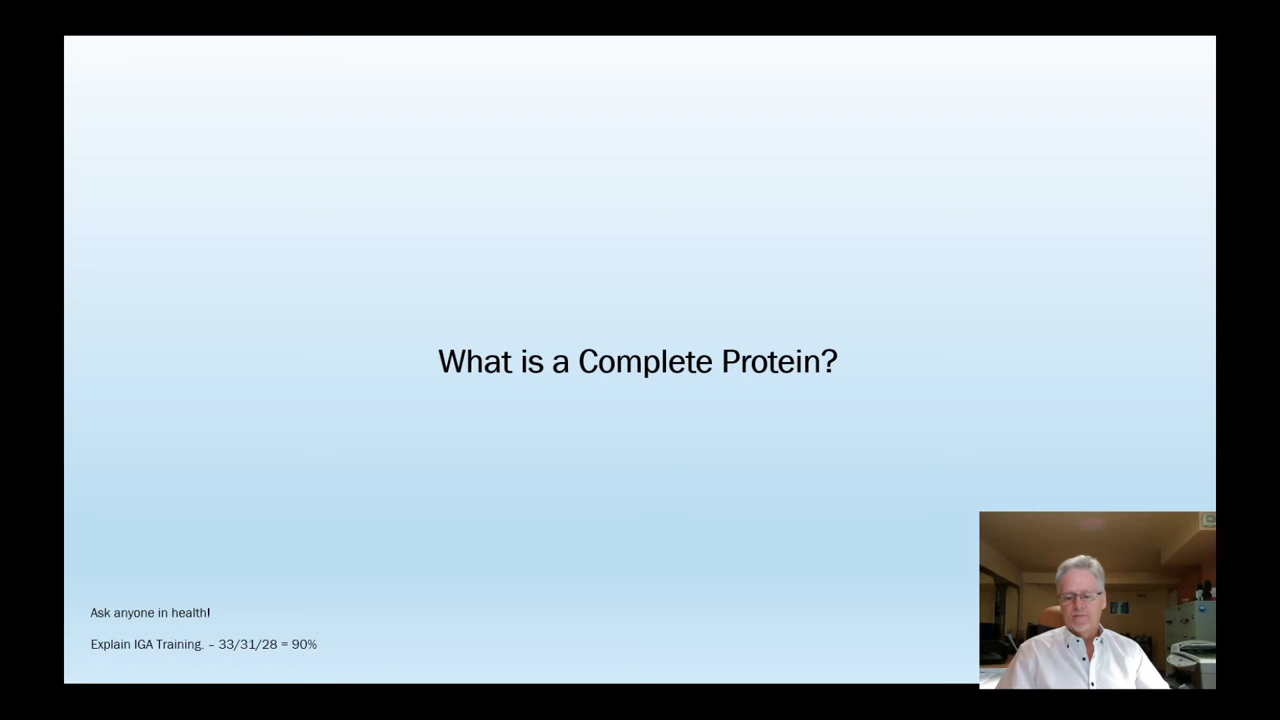 What is a Complete Protein?
Ask anyone in health!
Explain IGA Training. – 33/31/28 = 90%